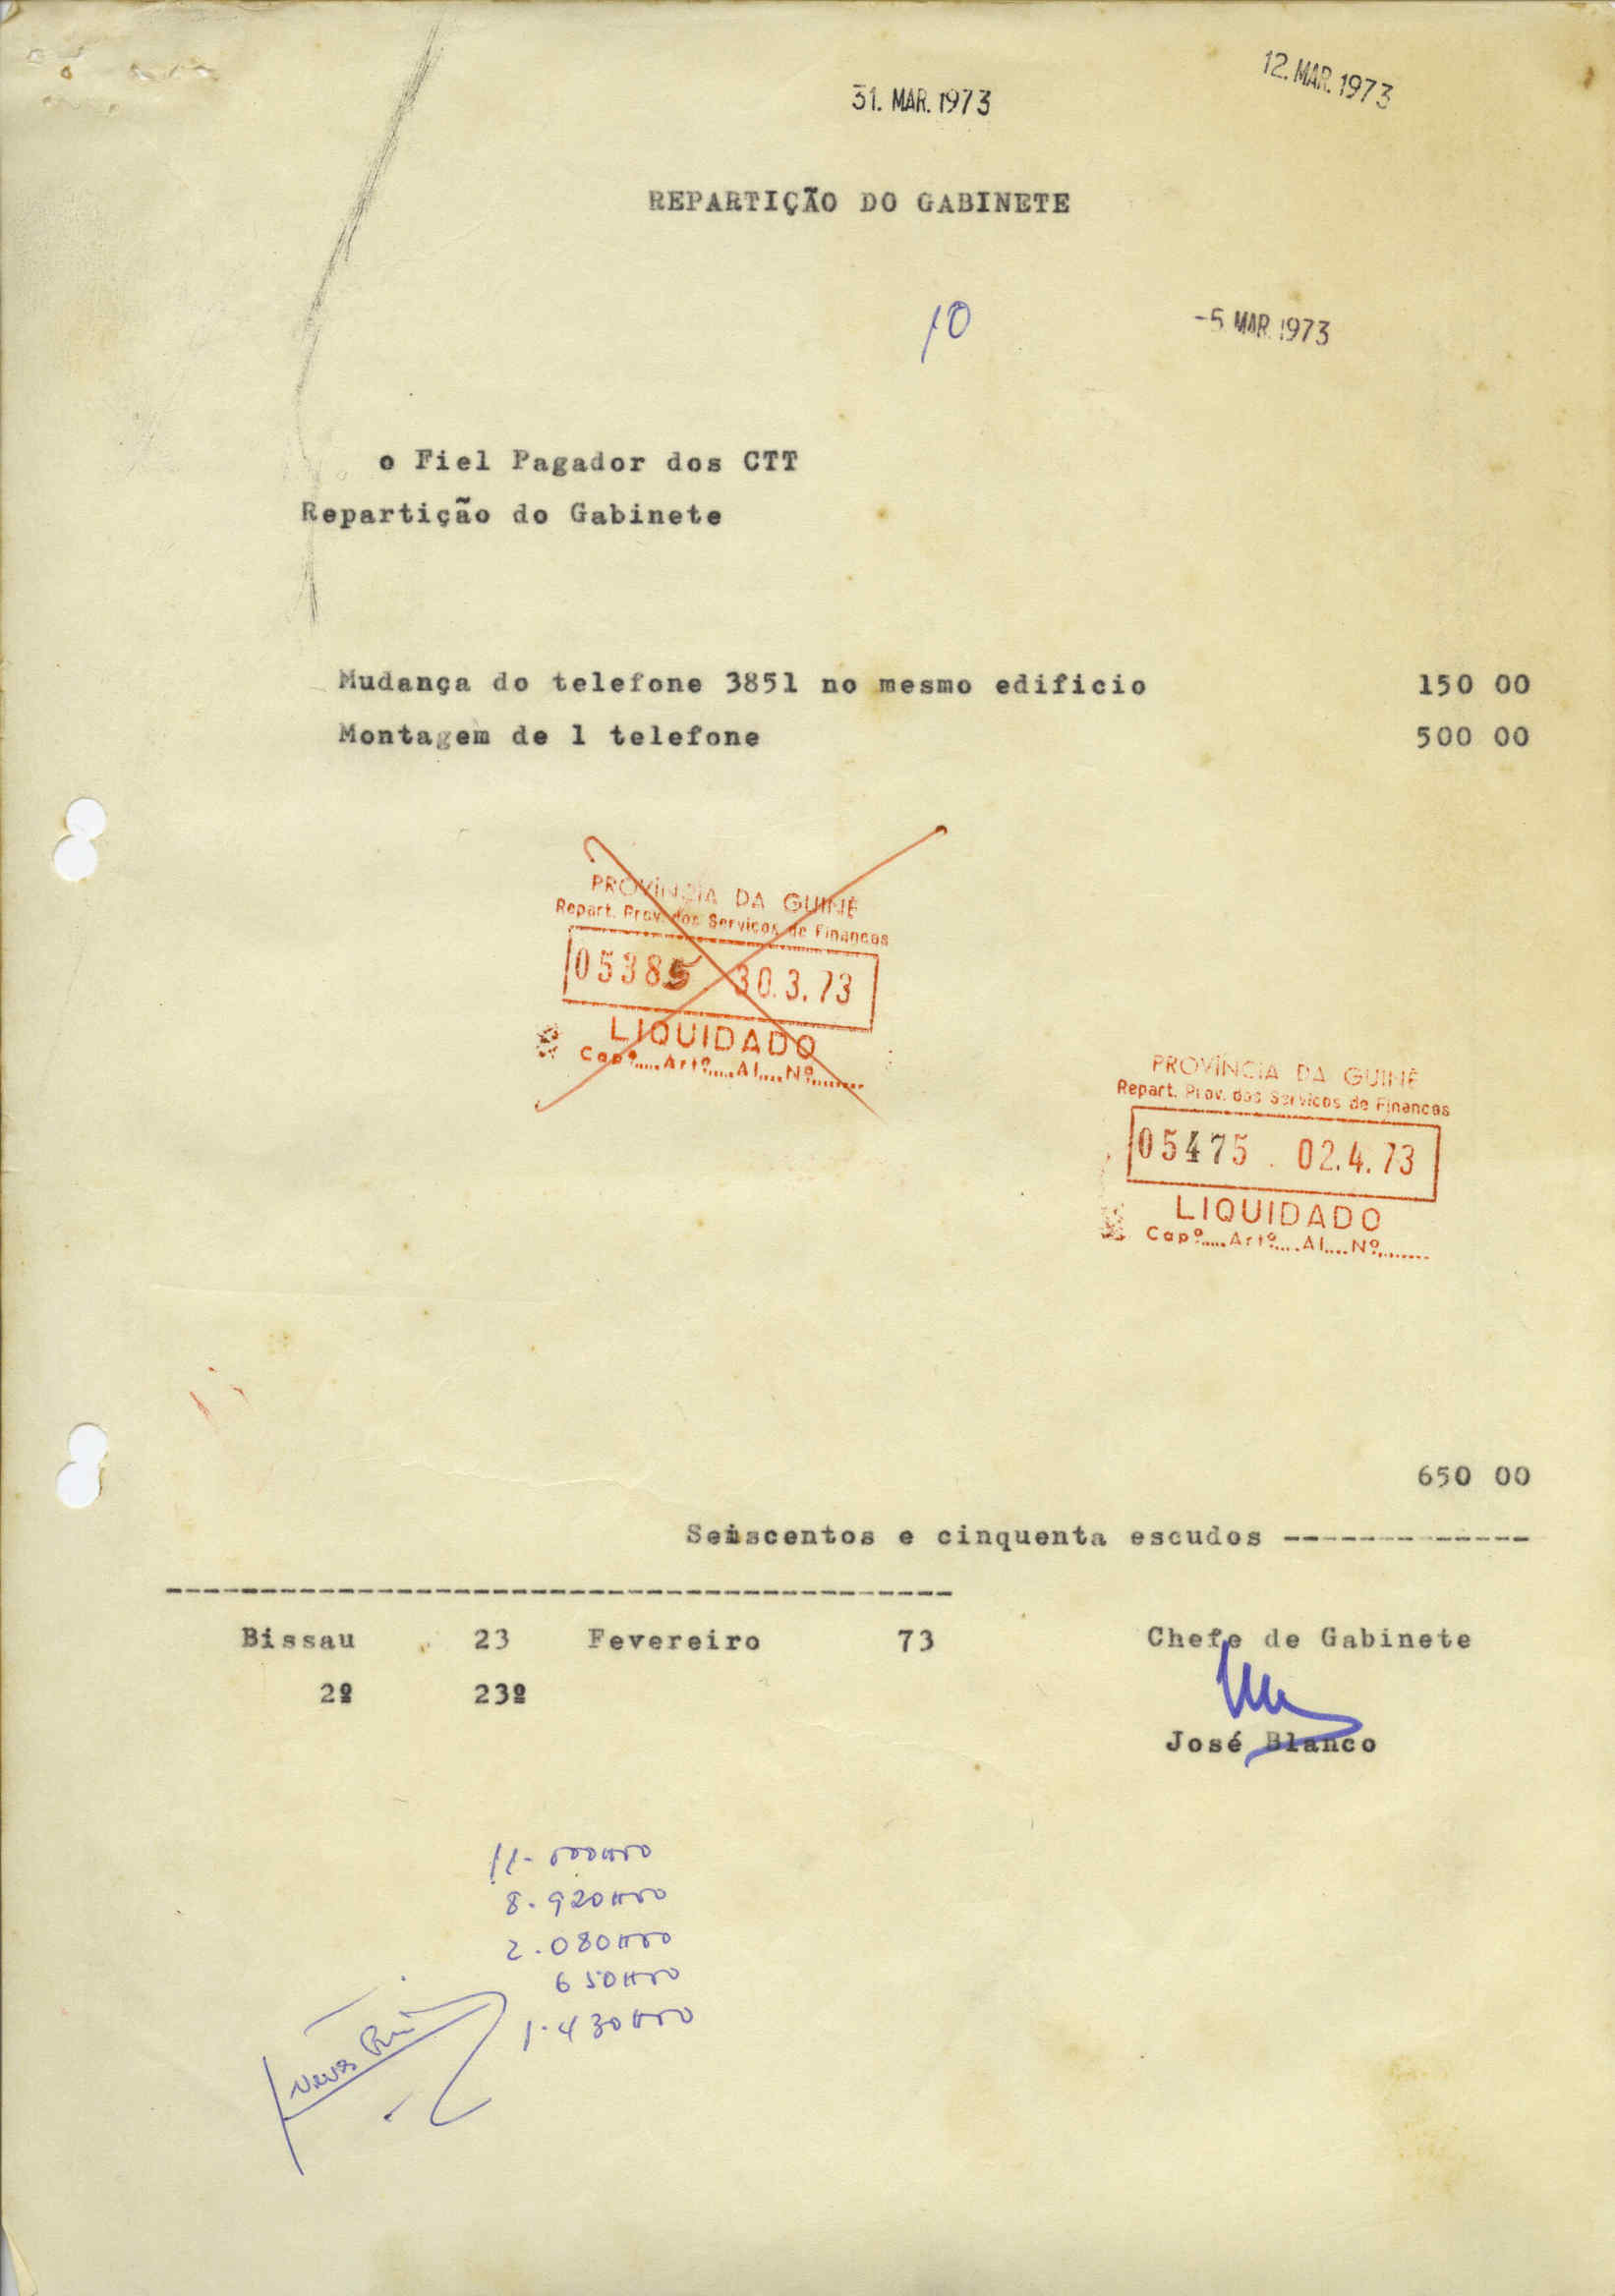 12. MAR. 1973
31. MAR. 1973
REPARTIÇÃO DO GABINETE
10
-5 MAR. 1973
o Fiel Pagador dos CTT
Repartição do Gabinete
Mudança do telefone 3851 no mesmo edificio 150 00
Montagem de 1 telefone 500 00
PROVÍNCIA DA GUINÉ
Repart. Prov. dos Serviços de Finanças
05385 30.3.73
LIQUIDADO
Capº..... Artº..... Al.... Nº........
PROVÍNCIA DA GUINÉ
Repart. Prov. dos Serviços de Finanças
05475 . 02.4.73
LIQUIDADO
Capº..... Artº..... Al.... Nº........
650 00
Seiscentos e cinquenta escudos -------------
-----------------------------------------
Bissau 23 Fevereiro 73 Chefe de Gabinete
2º 23º
José Blanco
11.000$00
8.920$00
2.080$00
650$00
1.430$00